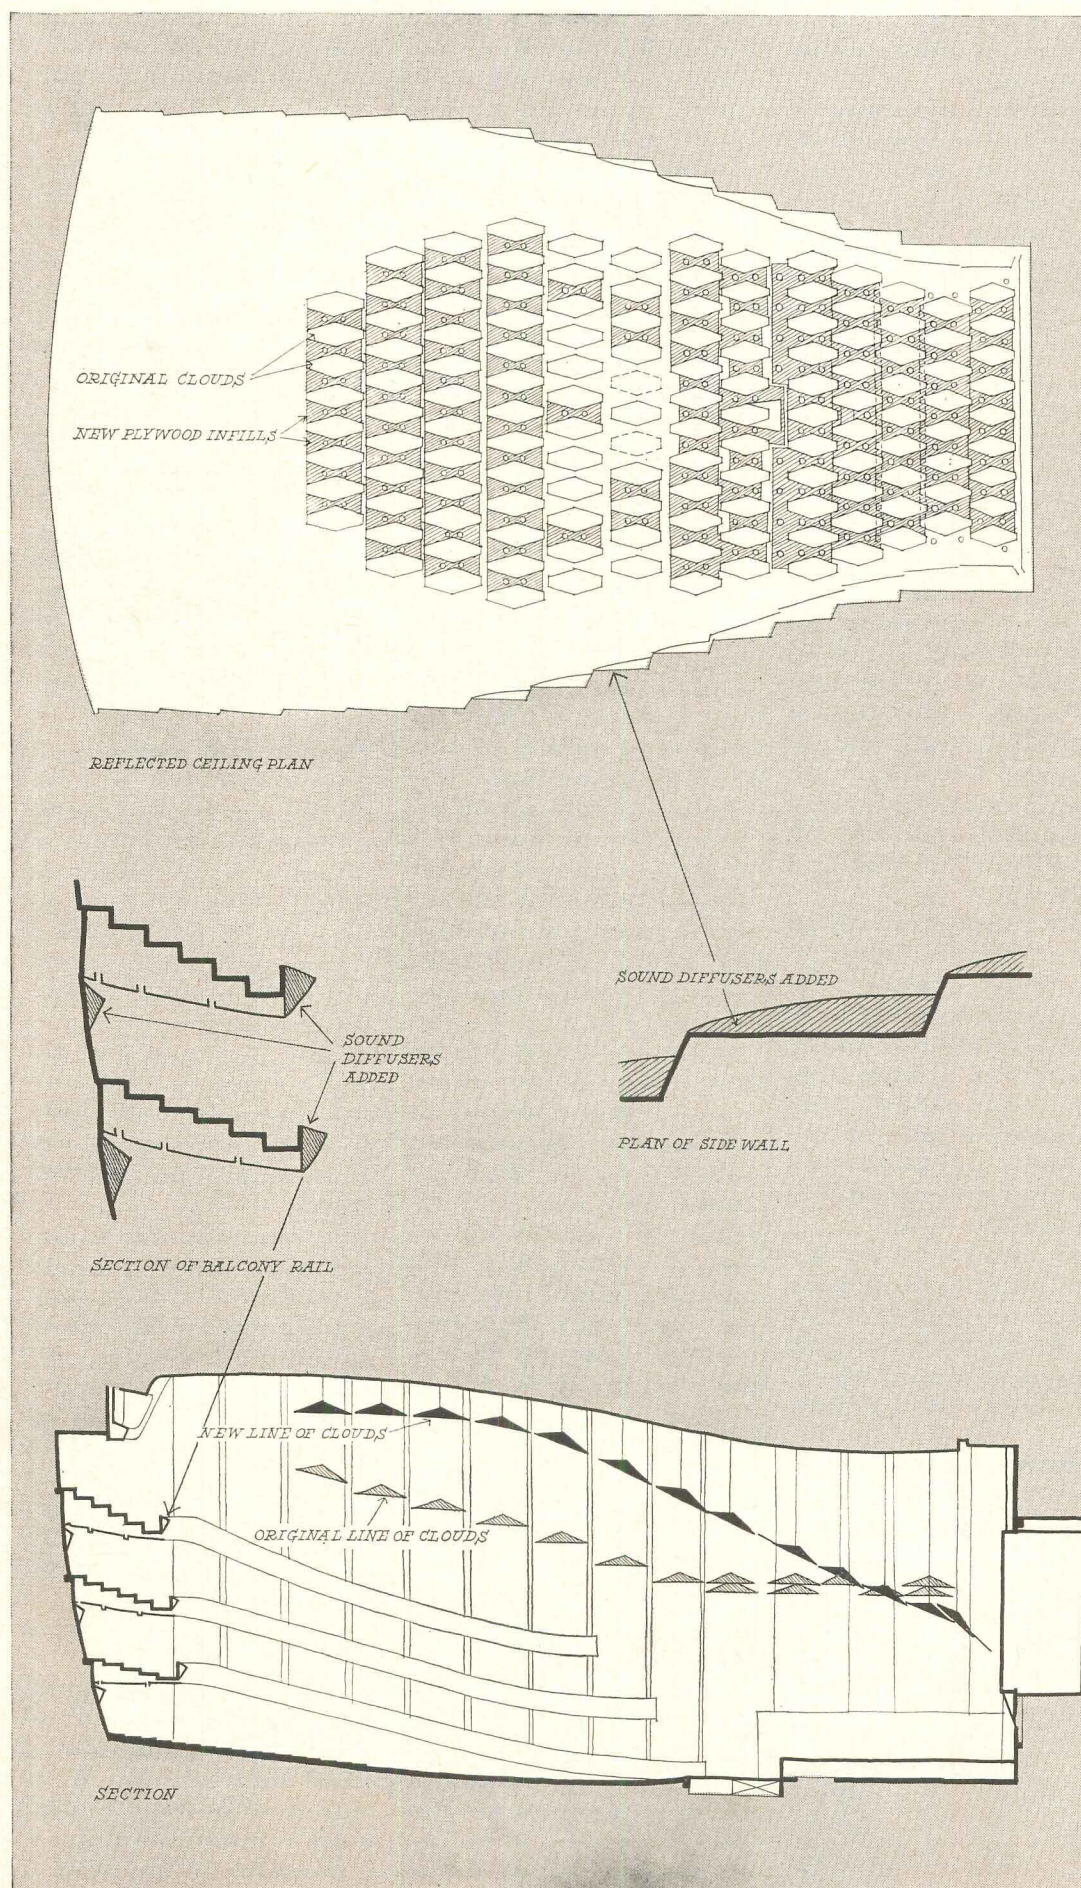 ORIGINAL CLOUDS
NEW PLYWOOD INFILLS
REFLECTED CEILING PLAN
SOUND DIFFUSERS ADDED
SOUND
DIFFUSERS
ADDED
PLAN OF SIDE WALL
SECTION OF BALCONY RAIL
NEW LINE OF CLOUDS
ORIGINAL LINE OF CLOUDS
SECTION